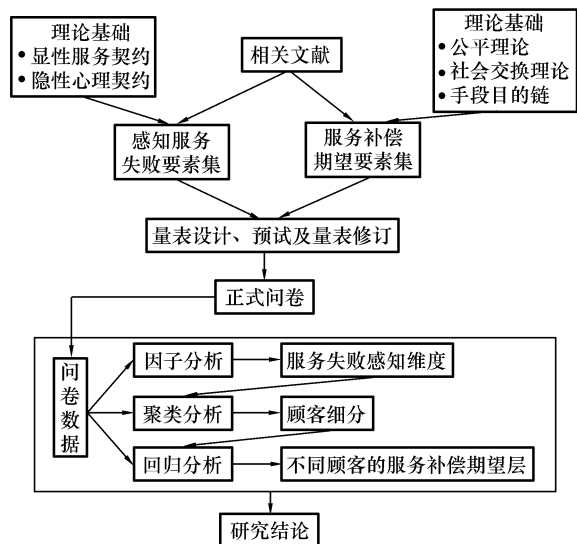 理论基础
• 显性服务契约
• 隐性心理契约
相关文献
理论基础
• 公平理论
• 社会交换理论
• 手段目的链
感知服务
失败要素集
服务补偿
期望要素集
量表设计、预试及量表修订
正式问卷
问卷数据
因子分析
服务失败感知维度
聚类分析
顾客细分
回归分析
不同顾客的服务补偿期望层
研究结论